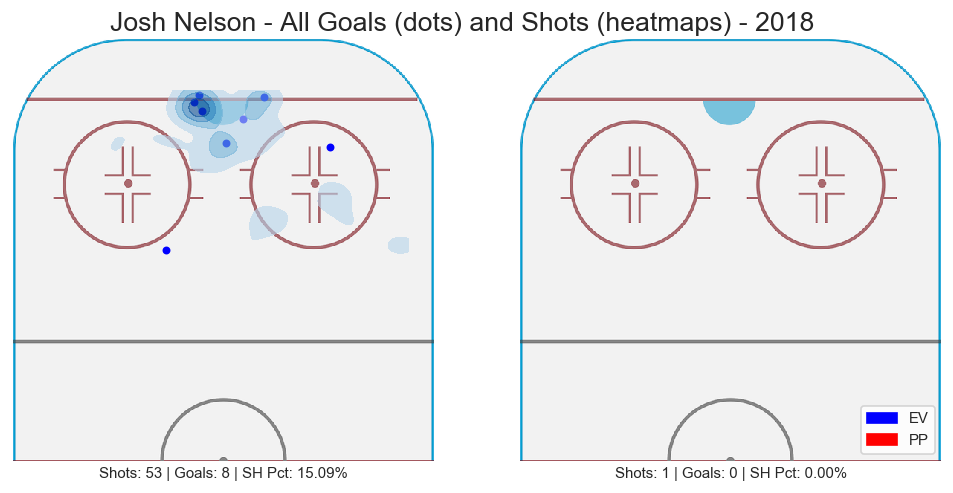 Josh Nelson - All Goals (dots) and Shots (heatmaps) - 2018
EV
PP
Shots: 53 | Goals: 8 | SH Pct: 15.09%
Shots: 1 | Goals: 0 | SH Pct: 0.00%